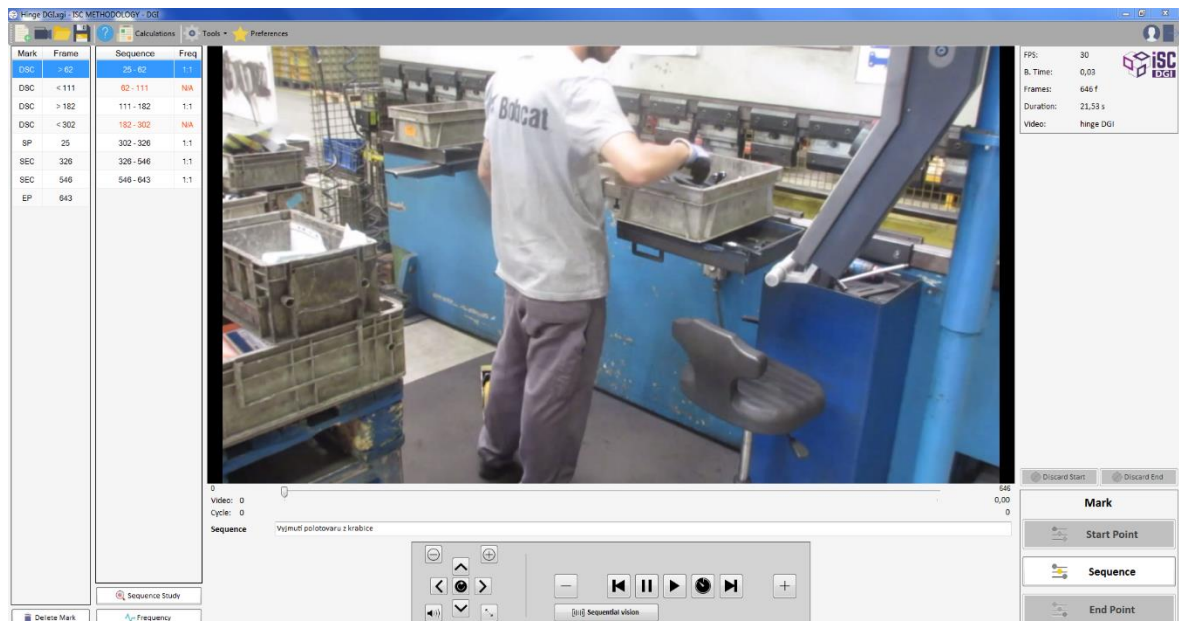 Hinge DGI.agi - ISC METHODOLOGY - DGI
Calculations
Tools
Preferences
Mark Frame
DSC > 62
DSC < 111
DSC > 182
DSC < 302
SP 25
SEC 326
SEC 546
EP 643
Delete Mark
Sequence Freq
25 - 62 1:1
62 - 111 N/A
111 - 182 1:1
182 - 302 N/A
302 - 326 1:1
326 - 546 1:1
546 - 643 1:1
Sequence Study
Frequency
Bobcat
0 646
Video: 0 0,00
Cycle: 0 0
Sequence Vyjmutí polotovaru z krabice
Sequential vision
FPS: 30
B. Time: 0,03
Frames: 646 f
Duration: 21,53 s
Video: hinge DGI
iSC
DGI
Discard Start Discard End
Mark
Start Point
Sequence
End Point